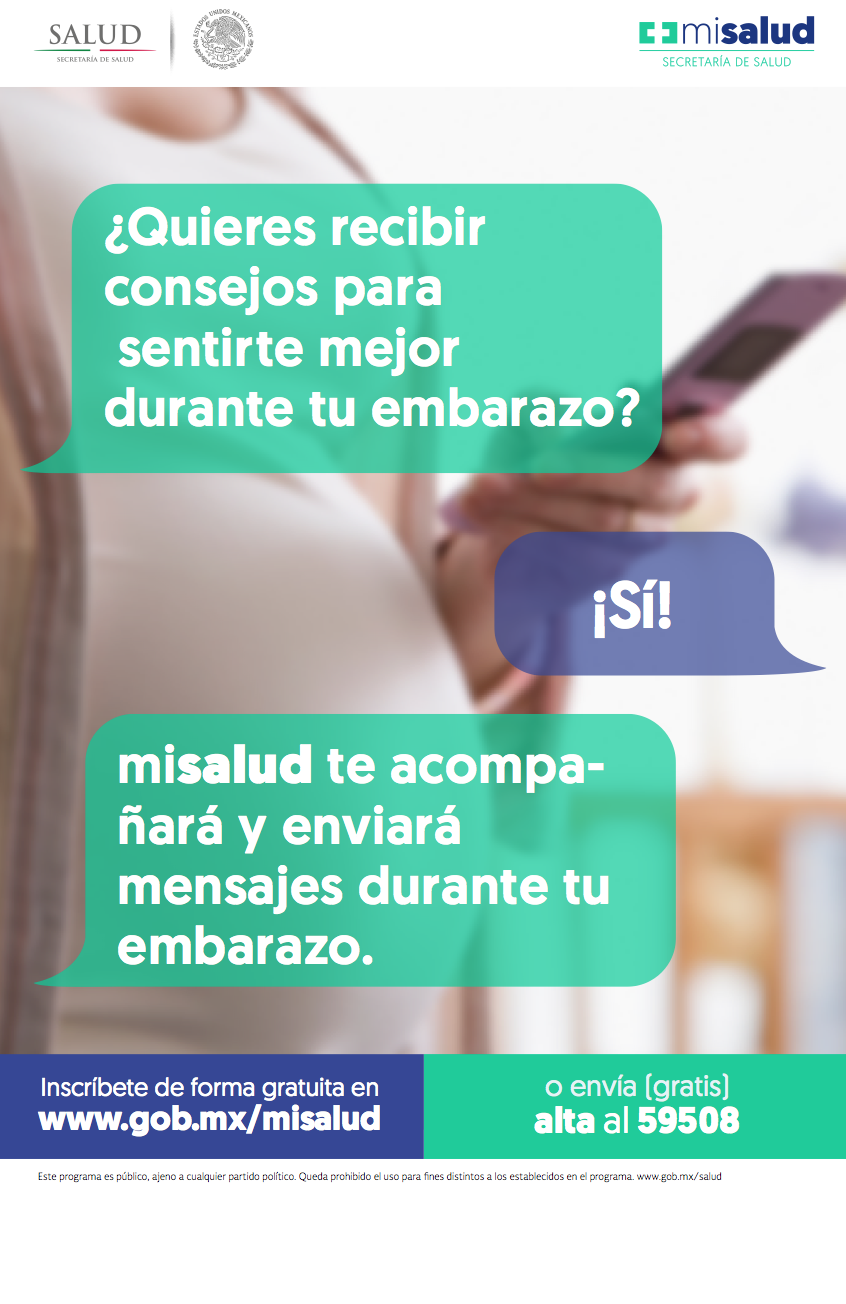 SALUD
SECRETARÍA DE SALUD
ESTADOS UNIDOS MEXICANOS
misalud
SECRETARÍA DE SALUD
¿Quieres recibir
consejos para
sentirte mejor
durante tu embarazo?
¡Sí!
misalud te acompa-
ñará y enviará
mensajes durante tu
embarazo.
Inscríbete de forma gratuita en
www.gob.mx/misalud
o envía (gratis)
alta al 59508
Este programa es público, ajeno a cualquier partido político. Queda prohibido el uso para fines distintos a los establecidos en el programa. www.gob.mx/salud